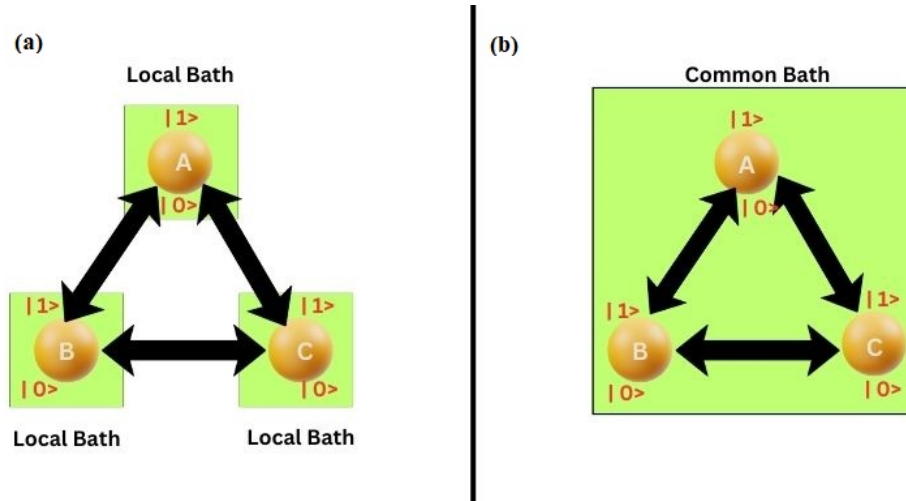 (a)
Local Bath
| 1>
A
| 0>
| 1>
B
| 0>
| 1>
C
| 0>
Local Bath
Local Bath
(b)
Common Bath
| 1>
A
| 0>
| 1>
B
| 0>
| 1>
C
| 0>